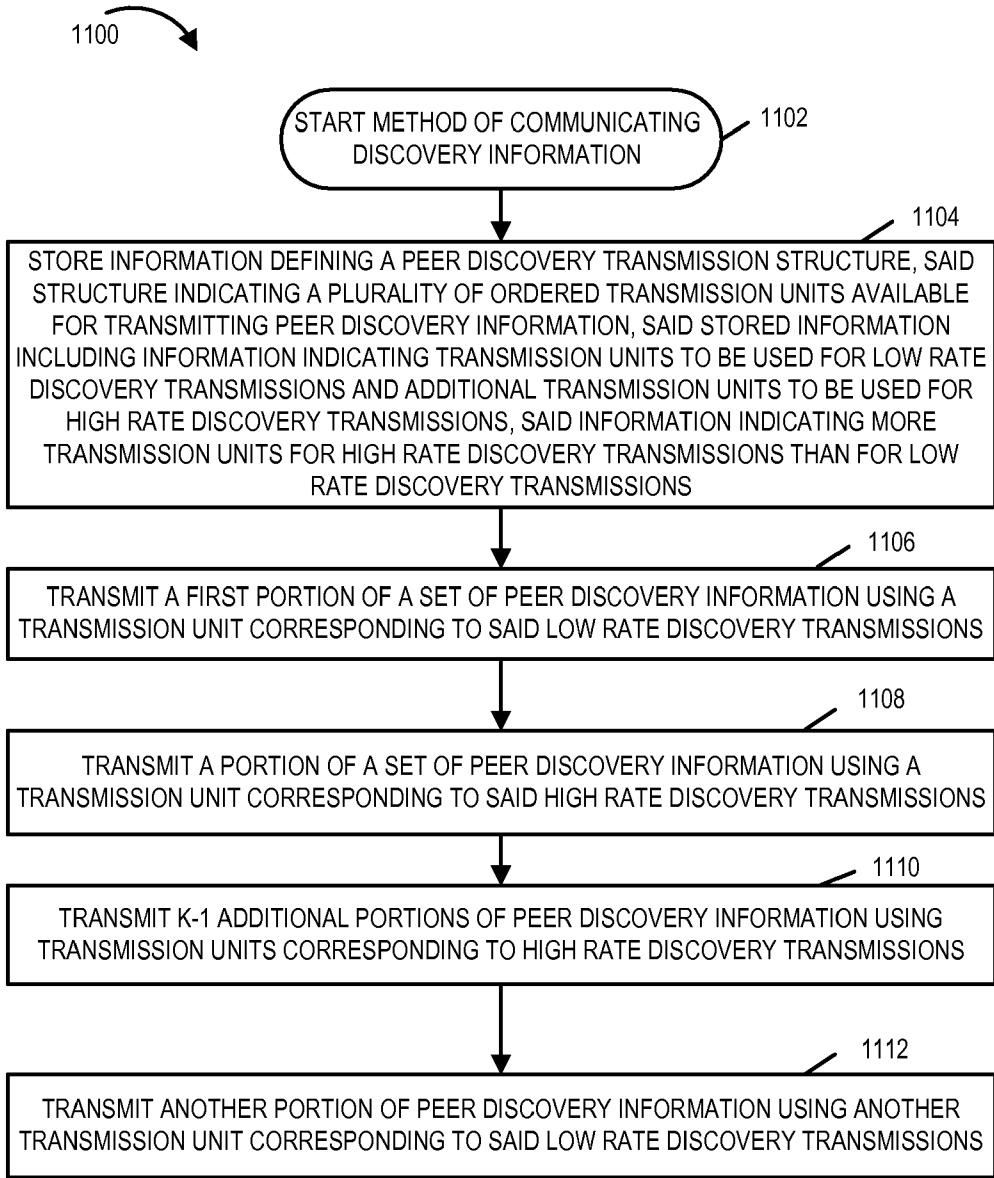 1100
START METHOD OF COMMUNICATING
DISCOVERY INFORMATION
1102
1104
STORE INFORMATION DEFINING A PEER DISCOVERY TRANSMISSION STRUCTURE, SAID
STRUCTURE INDICATING A PLURALITY OF ORDERED TRANSMISSION UNITS AVAILABLE
FOR TRANSMITTING PEER DISCOVERY INFORMATION, SAID STORED INFORMATION
INCLUDING INFORMATION INDICATING TRANSMISSION UNITS TO BE USED FOR LOW RATE
DISCOVERY TRANSMISSIONS AND ADDITIONAL TRANSMISSION UNITS TO BE USED FOR
HIGH RATE DISCOVERY TRANSMISSIONS, SAID INFORMATION INDICATING MORE
TRANSMISSION UNITS FOR HIGH RATE DISCOVERY TRANSMISSIONS THAN FOR LOW
RATE DISCOVERY TRANSMISSIONS
1106
TRANSMIT A FIRST PORTION OF A SET OF PEER DISCOVERY INFORMATION USING A
TRANSMISSION UNIT CORRESPONDING TO SAID LOW RATE DISCOVERY TRANSMISSIONS
1108
TRANSMIT A PORTION OF A SET OF PEER DISCOVERY INFORMATION USING A
TRANSMISSION UNIT CORRESPONDING TO SAID HIGH RATE DISCOVERY TRANSMISSIONS
1110
TRANSMIT K-1 ADDITIONAL PORTIONS OF PEER DISCOVERY INFORMATION USING
TRANSMISSION UNITS CORRESPONDING TO HIGH RATE DISCOVERY TRANSMISSIONS
1112
TRANSMIT ANOTHER PORTION OF PEER DISCOVERY INFORMATION USING ANOTHER
TRANSMISSION UNIT CORRESPONDING TO SAID LOW RATE DISCOVERY TRANSMISSIONS